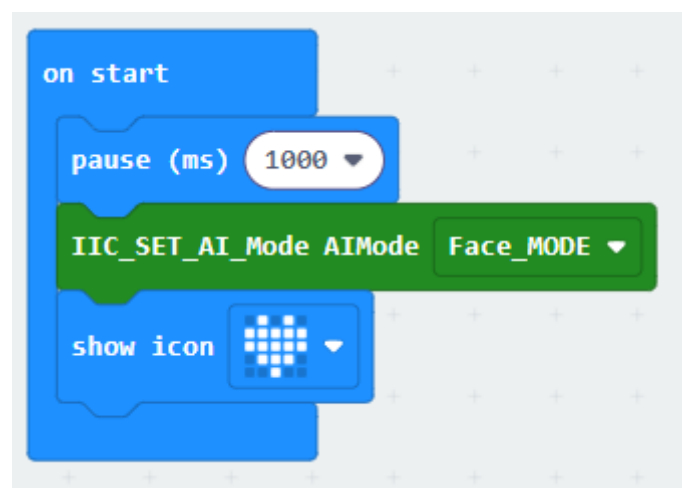 on start
pause (ms) 1000
IIC_SET_AI_Mode AIMode Face_MODE
show icon